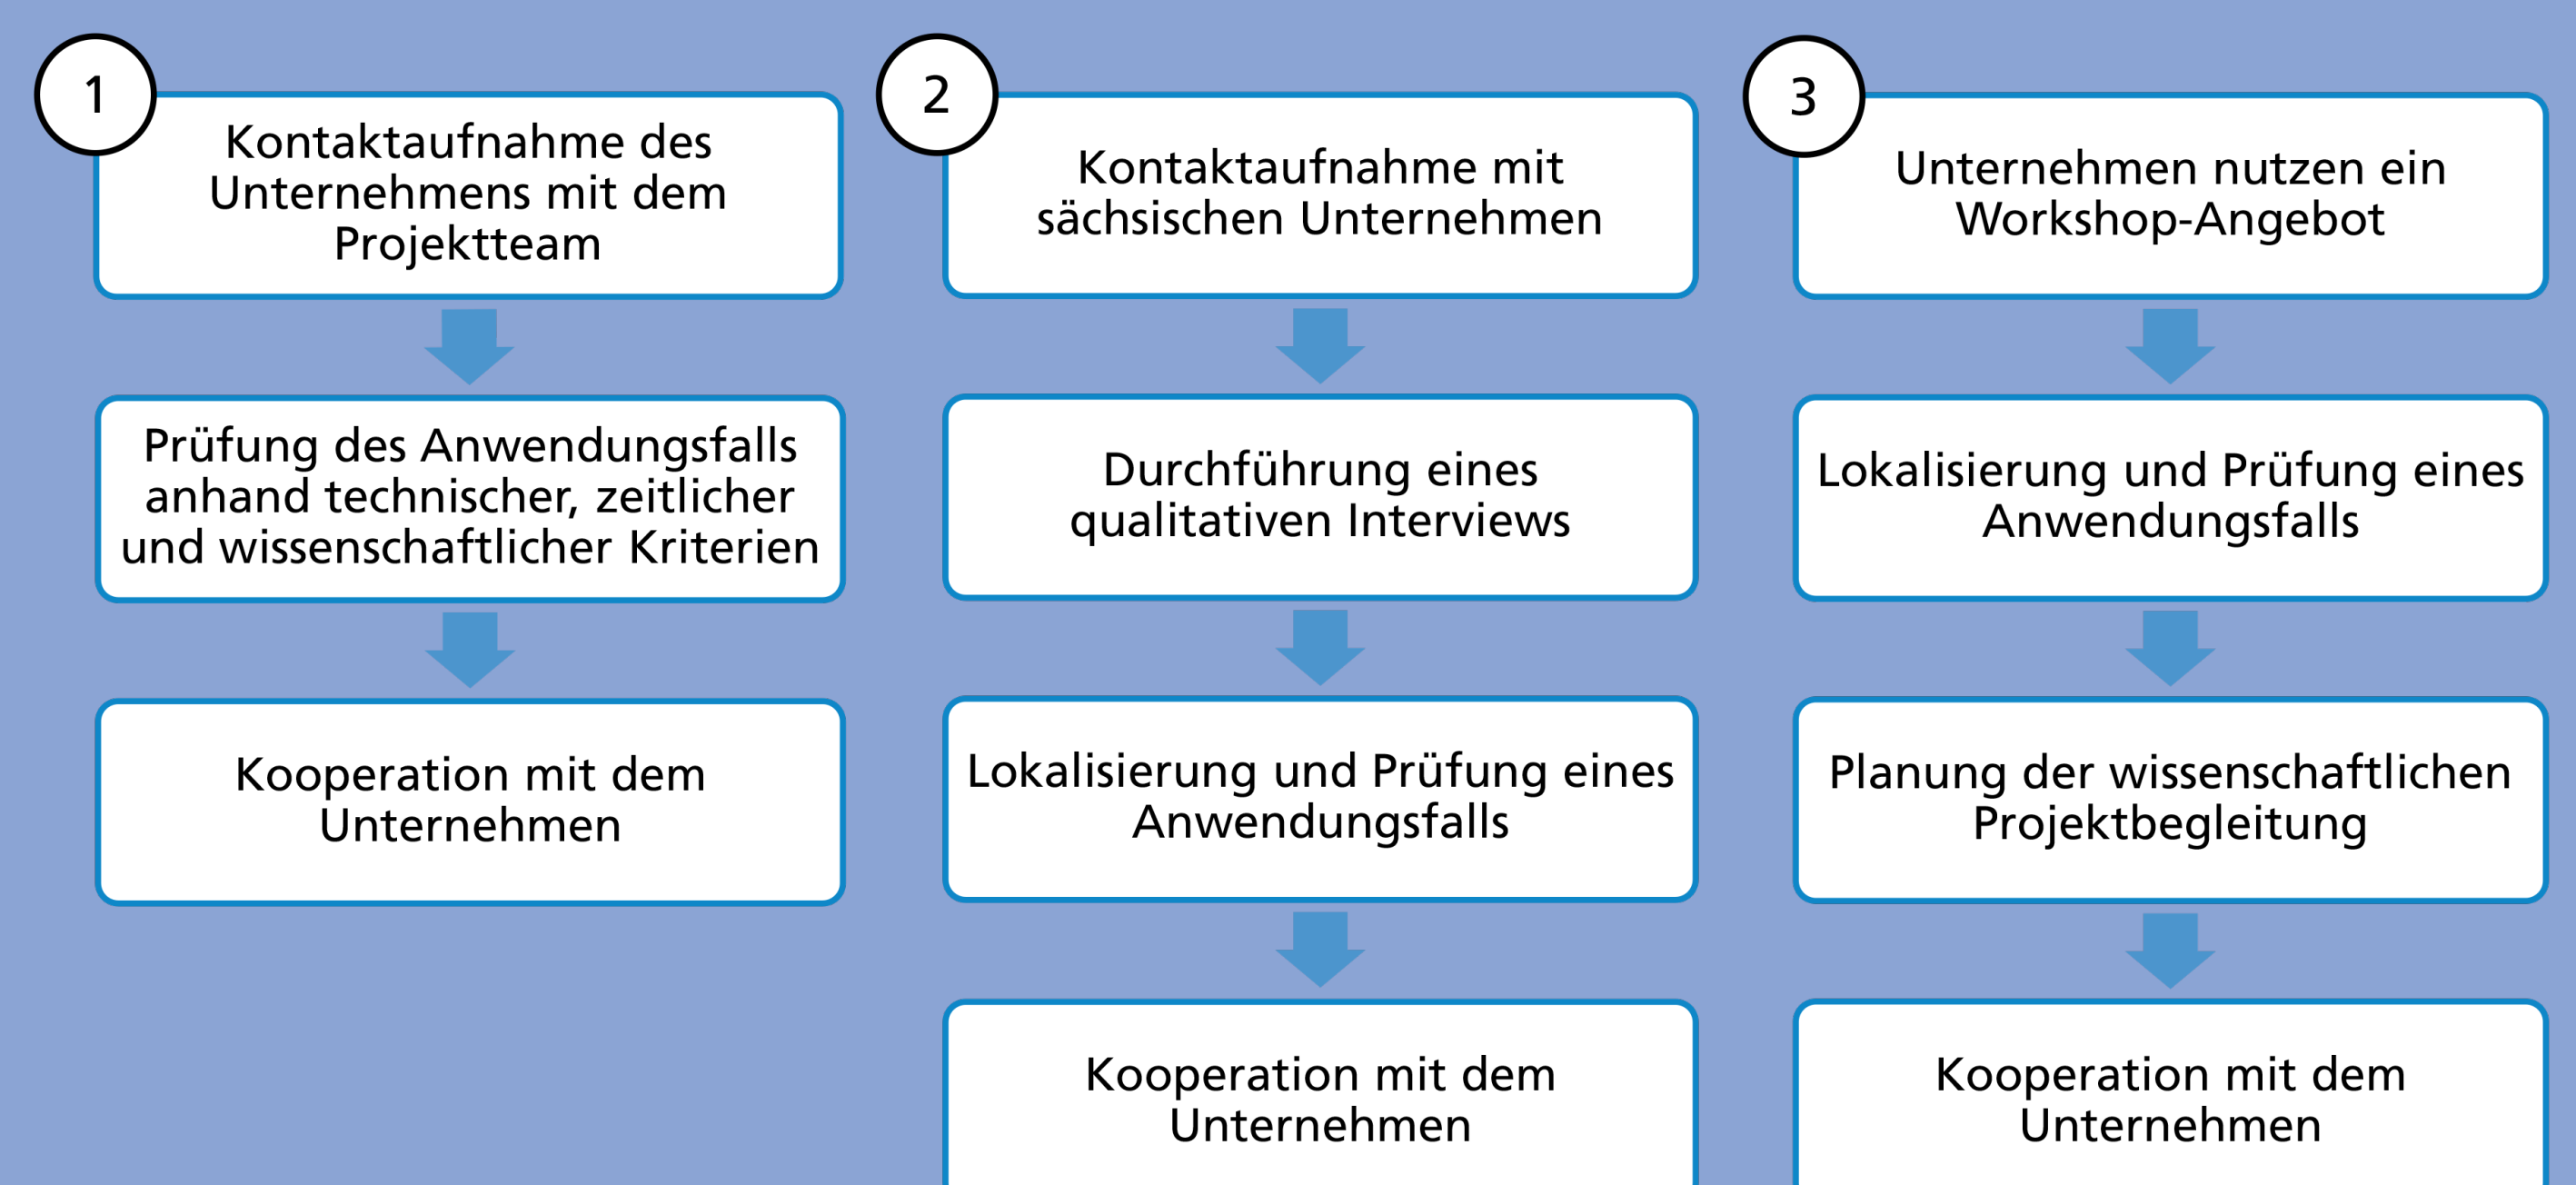 1
Kontaktaufnahme des
Unternehmens mit dem
Projektteam
Prüfung des Anwendungsfalls
anhand technischer, zeitlicher
und wissenschaftlicher Kriterien
Kooperation mit dem
Unternehmen
2
Kontaktaufnahme mit
sächsischen Unternehmen
Durchführung eines
qualitativen Interviews
Lokalisierung und Prüfung eines
Anwendungsfalls
Kooperation mit dem
Unternehmen
3
Unternehmen nutzen ein
Workshop-Angebot
Lokalisierung und Prüfung eines
Anwendungsfalls
Planung der wissenschaftlichen
Projektbegleitung
Kooperation mit dem
Unternehmen